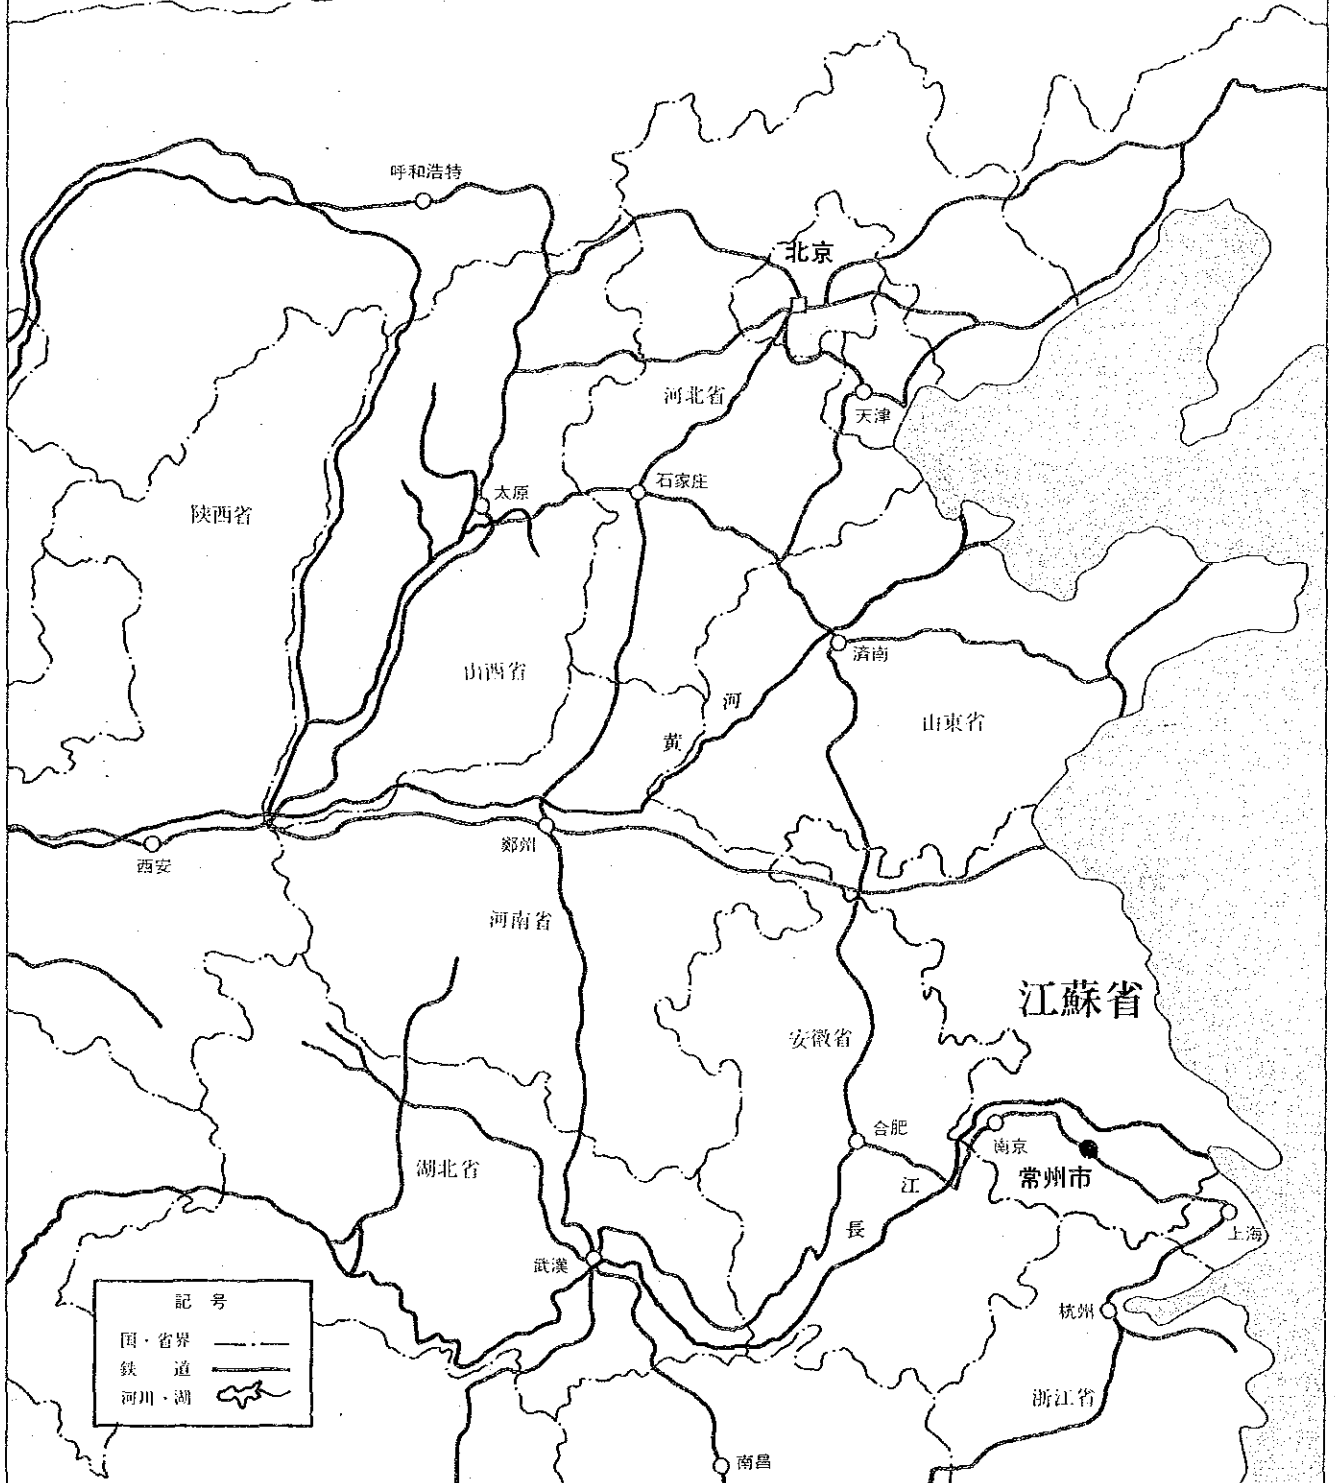 呼和浩特
北京
河北省
天津
石家庄
太原
陕西省
済南
山西省
河
黄
山東省
鄭州
西安
河南省
江蘇省
安徽省
合肥
南京
湖北省
常州市
江
長
上海
武漢
杭州
記 号
国・省界
鉄 道
河川・湖
浙江省
南昌